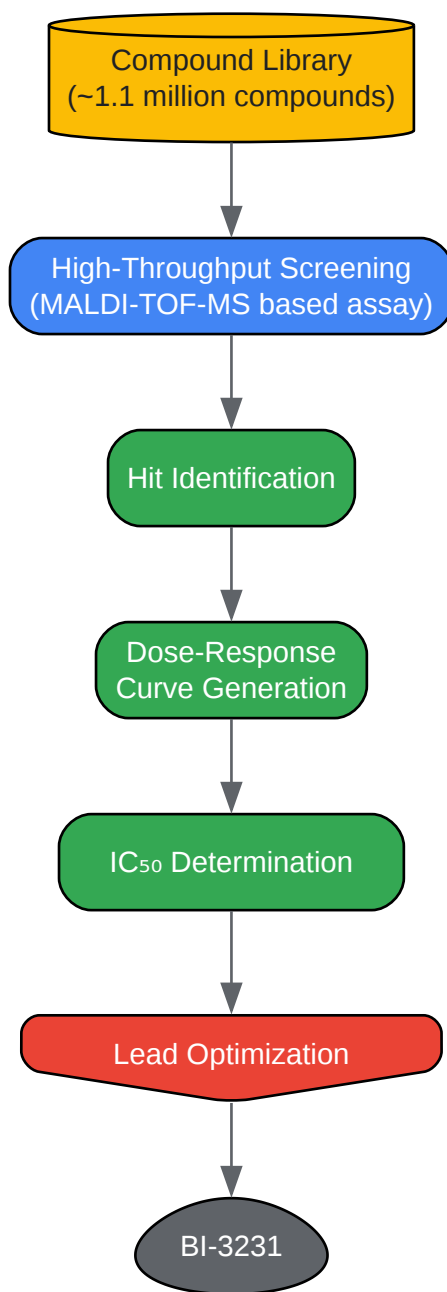 Compound Library
(~1.1 million compounds)
High-Throughput Screening
(MALDI-TOF-MS based assay)
Hit Identification
Dose-Response
Curve Generation
IC₅₀ Determination
Lead Optimization
BI-3231